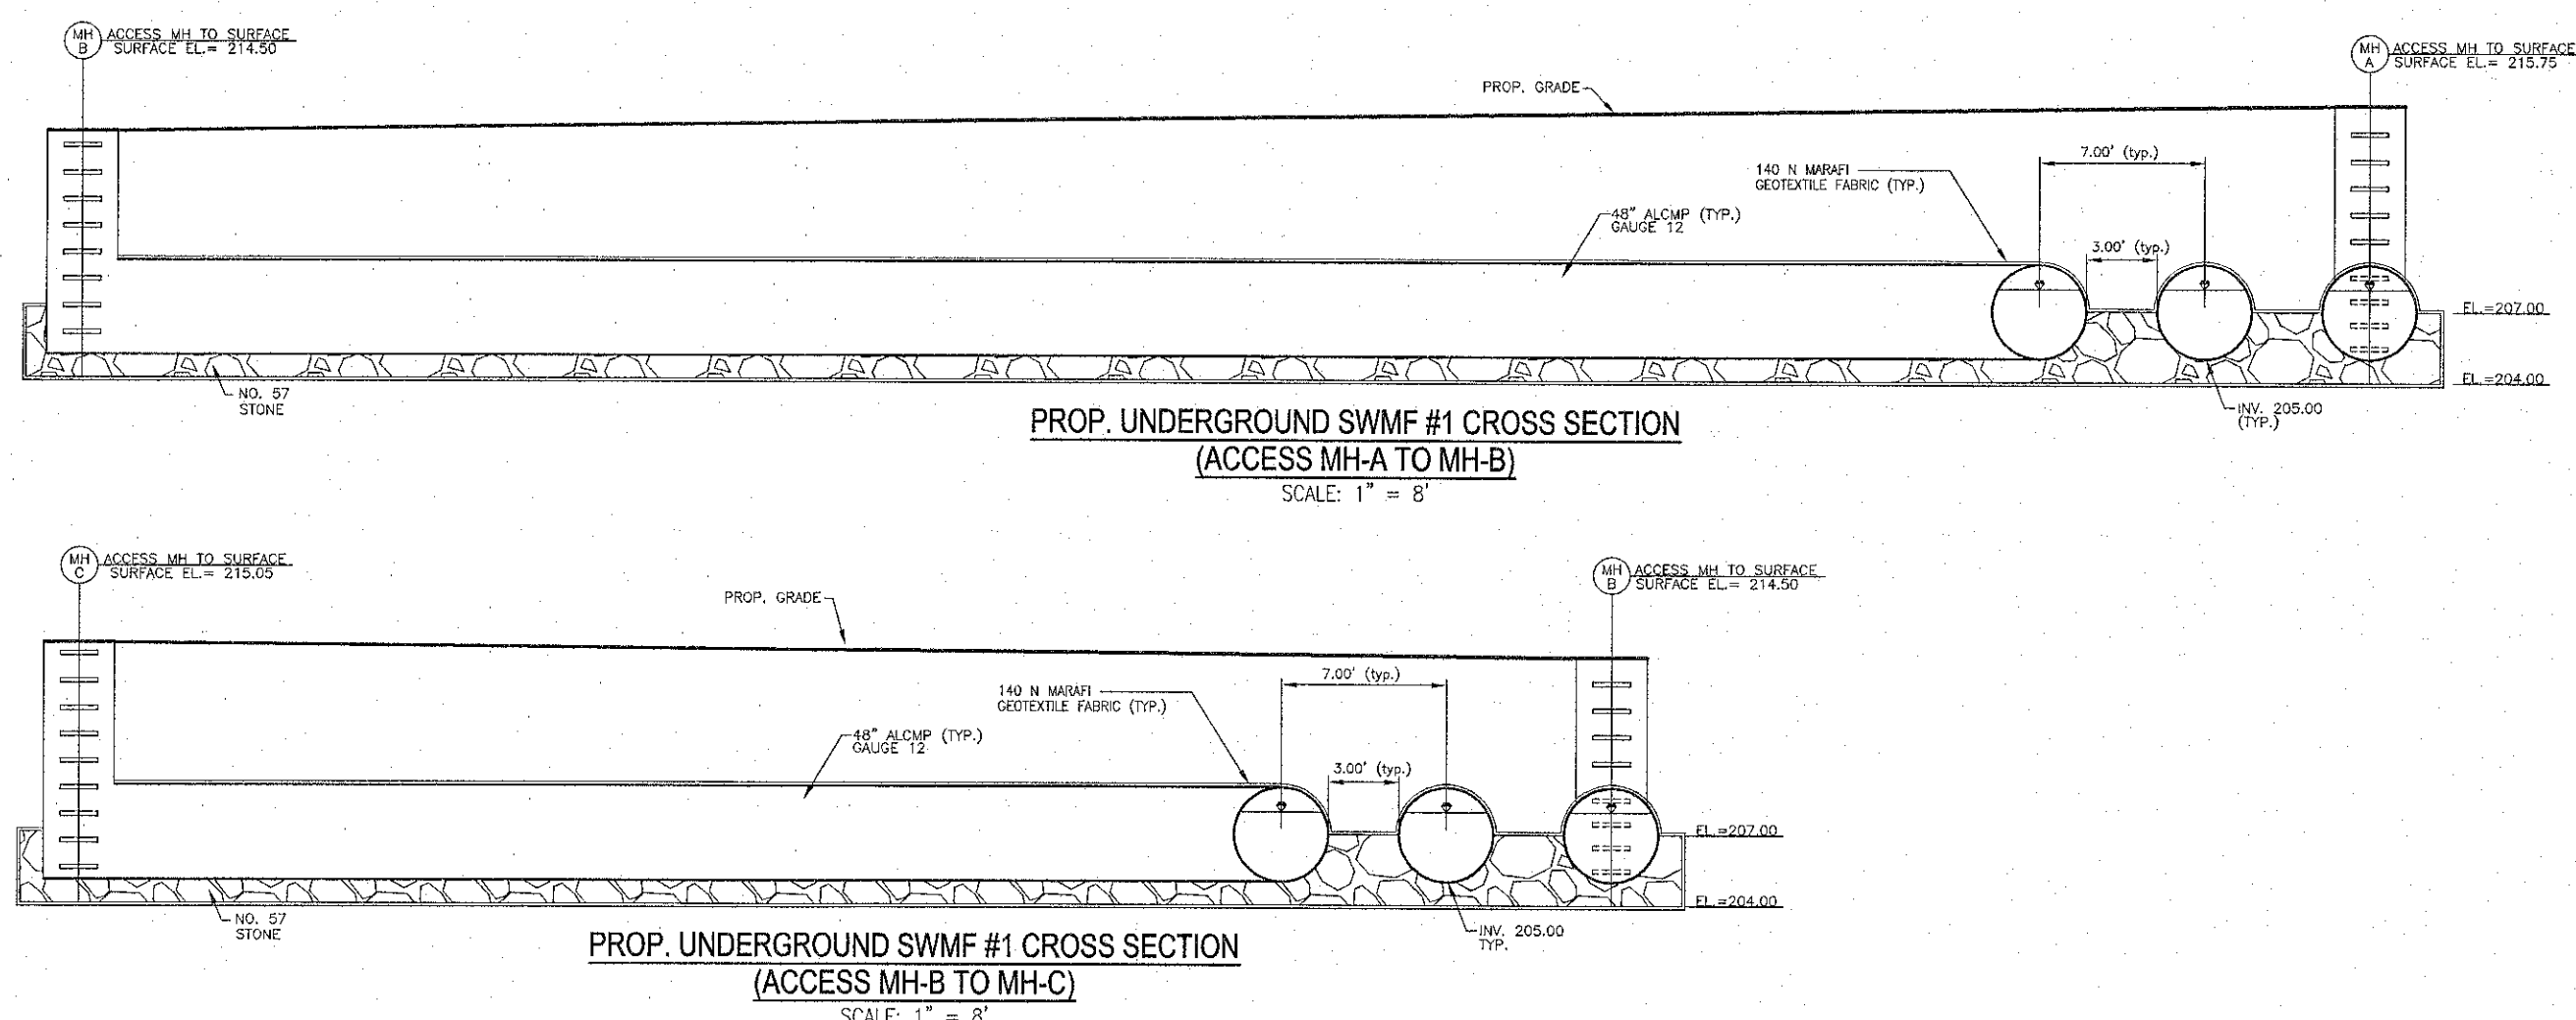 MH
B
ACCESS MH TO SURFACE
SURFACE EL.= 214.50
MH
A
ACCESS MH TO SURFACE
SURFACE EL.= 215.75
PROP. GRADE
7.00' (typ.)
140 N MARAFI
GEOTEXTILE FABRIC (TYP.)
48" ALCMP (TYP.)
GAUGE 12
3.00' (typ.)
EL.=207.00
EL.=204.00
NO. 57
STONE
INV. 205.00
(TYP.)
PROP. UNDERGROUND SWMF #1 CROSS SECTION
(ACCESS MH-A TO MH-B)
SCALE: 1" = 8'
MH
C
ACCESS MH TO SURFACE
SURFACE EL.= 215.05
MH
B
ACCESS MH TO SURFACE
SURFACE EL.= 214.50
PROP. GRADE
7.00' (typ.)
140 N MARAFI
GEOTEXTILE FABRIC (TYP.)
48" ALCMP (TYP.)
GAUGE 12
3.00' (typ.)
EL.=207.00
EL.=204.00
NO. 57
STONE
INV. 205.00
TYP.
PROP. UNDERGROUND SWMF #1 CROSS SECTION
(ACCESS MH-B TO MH-C)
SCALE: 1" = 8'